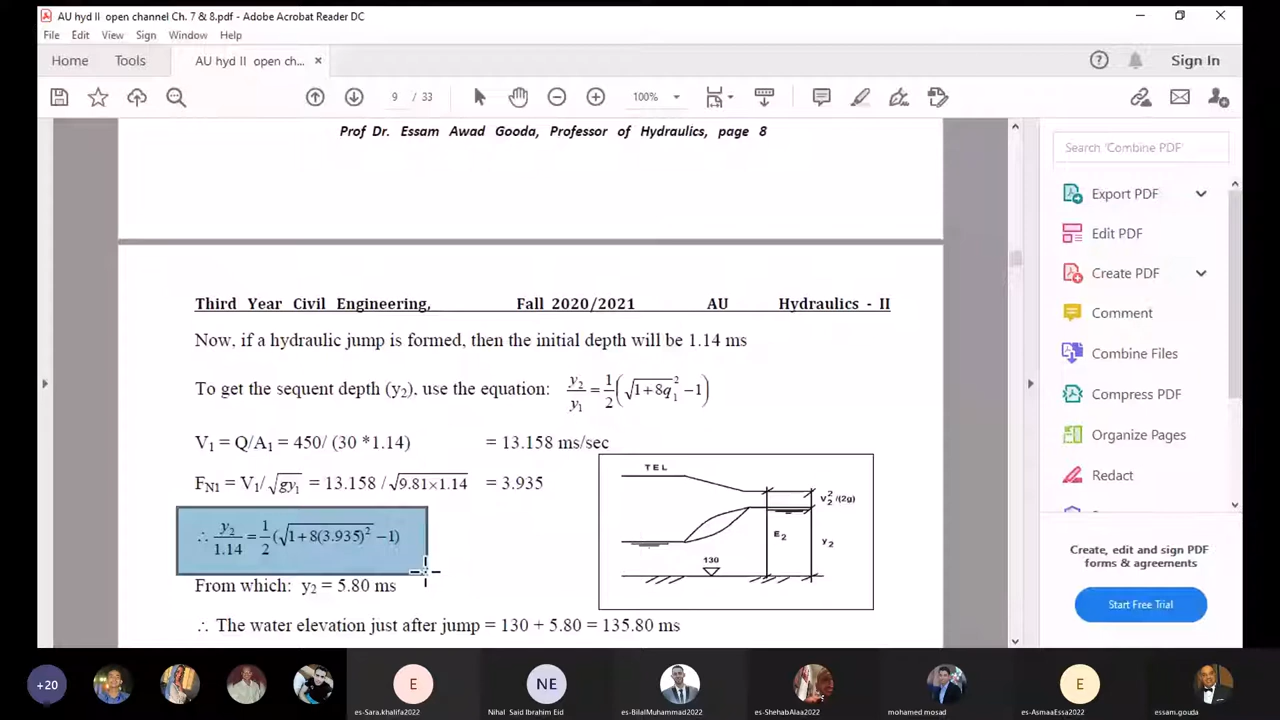 AU hyd II open channel Ch. 7 & 8.pdf - Adobe Acrobat Reader DC
File Edit View Sign Window Help
Home Tools AU hyd II open ch... × Sign In
9 / 33 100%
Prof Dr. Essam Awad Gooda, Professor of Hydraulics, page 8
Search 'Combine PDF'
Export PDF
Edit PDF
Create PDF
Comment
Combine Files
Compress PDF
Organize Pages
Redact
Create, edit and sign PDF
forms & agreements
Start Free Trial
Third Year Civil Engineering, Fall 2020/2021 AU Hydraulics - II
Now, if a hydraulic jump is formed, then the initial depth will be 1.14 ms
To get the sequent depth (y₂), use the equation: y₂/y₁ = 1/2(√1+8q₁² −1)
V₁ = Q/A₁ = 450/ (30 *1.14) = 13.158 ms/sec
F_N1 = V₁/ √gy₁ = 13.158 /√9.81×1.14 = 3.935
∴ y₂/1.14 = 1/2(√1+8(3.935)² −1)
From which: y₂ = 5.80 ms
∴ The water elevation just after jump = 130 + 5.80 = 135.80 ms
TEL
V₂²/(2g)
E₂
y₂
130
+20 E NE E
es-Sara.khalifa2022 Nihal Said Ibrahim Eid es-BilalMuhammad2022 es-ShehabAlaa2022 mohamed mosad es-AsmaaEssa2022 essam.gouda